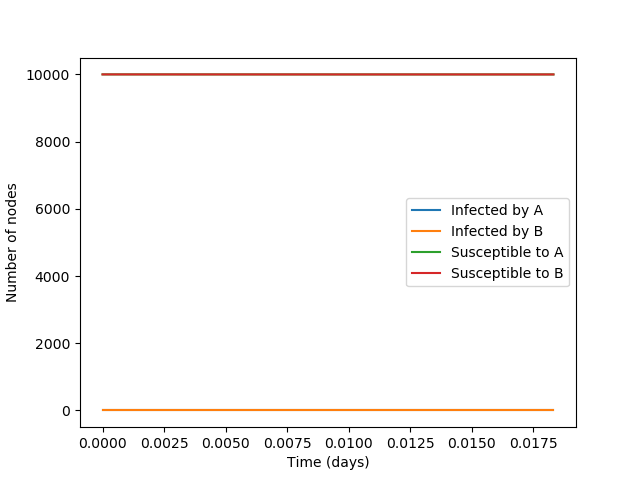 10000
8000
6000
4000
2000
0
Number of nodes
Infected by A
Infected by B
Susceptible to A
Susceptible to B
0.0000 0.0025 0.0050 0.0075 0.0100 0.0125 0.0150 0.0175
Time (days)